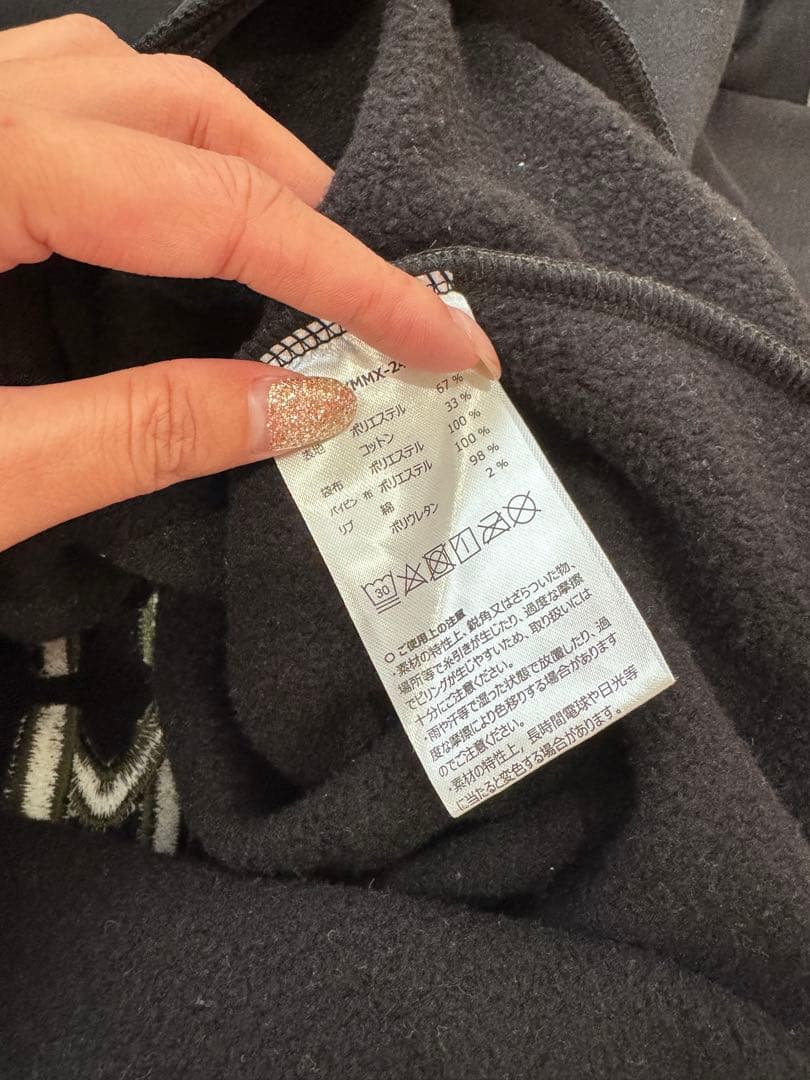 MMX-24
表地 ポリエステル 67 %
コットン 33 %
袋布 ポリエステル 100 %
パイピン布 ポリエステル 100 %
リブ 綿 98 %
ポリウレタン 2 %
30
○ ご使用上の注意
・素材の特性上、鋭角又はざらついた物、
場所等で糸引きが生じたり、過度な摩擦
でピリングが生じやすいため、取り扱いには
十分にご注意ください。
雨や汗等で湿った状態で放置したり、過
度な摩擦により色移りする場合があります
のでご注意ください。
・素材の特性上、長時間電球や日光等
に当たると変色する場合があります。